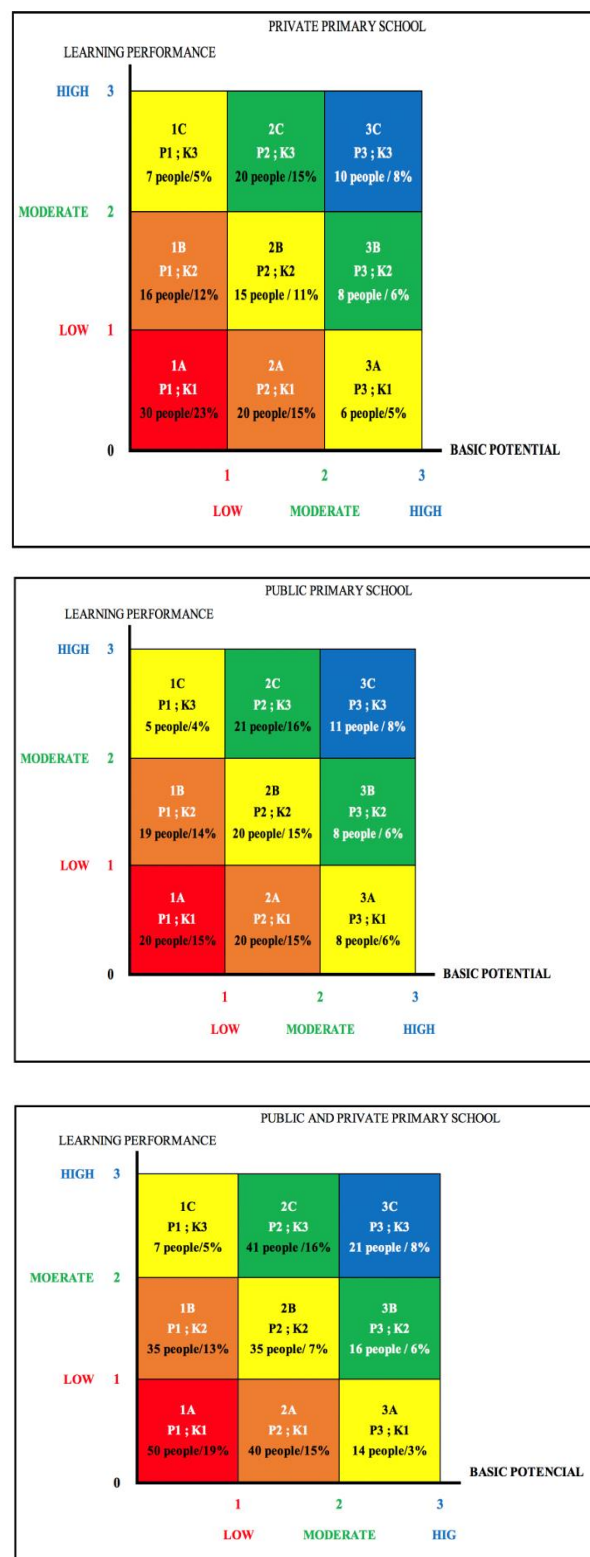 PRIVATE PRIMARY SCHOOL
LEARNING PERFORMANCE
HIGH 3
1C
P1 ; K3
7 people/5%
2C
P2 ; K3
20 people /15%
3C
P3 ; K3
10 people / 8%
MODERATE 2
1B
P1 ; K2
16 people/12%
2B
P2 ; K2
15 people / 11%
3B
P3 ; K2
8 people / 6%
LOW 1
1A
P1 ; K1
30 people/23%
2A
P2 ; K1
20 people/15%
3A
P3 ; K1
6 people/5%
0
BASIC POTENTIAL
1 2 3
LOW MODERATE HIGH
PUBLIC PRIMARY SCHOOL
LEARNING PERFORMANCE
HIGH 3
1C
P1 ; K3
5 people/4%
2C
P2 ; K3
21 people/16%
3C
P3 ; K3
11 people / 8%
MODERATE 2
1B
P1 ; K2
19 people/14%
2B
P2 ; K2
20 people/ 15%
3B
P3 ; K2
8 people / 6%
LOW 1
1A
P1 ; K1
20 people/15%
2A
P2 ; K1
20 people/15%
3A
P3 ; K1
8 people/6%
0
BASIC POTENTIAL
1 2 3
LOW MODERATE HIGH
PUBLIC AND PRIVATE PRIMARY SCHOOL
LEARNING PERFORMANCE
HIGH 3
1C
P1 ; K3
7 people/5%
2C
P2 ; K3
41 people /16%
3C
P3 ; K3
21 people / 8%
MOERATE 2
1B
P1 ; K2
35 people/13%
2B
P2 ; K2
35 people/ 7%
3B
P3 ; K2
16 people / 6%
LOW 1
1A
P1 ; K1
50 people/19%
2A
P2 ; K1
40 people/15%
3A
P3 ; K1
14 people/3%
0
BASIC POTENCIAL
1 2 3
LOW MODERATE HIG